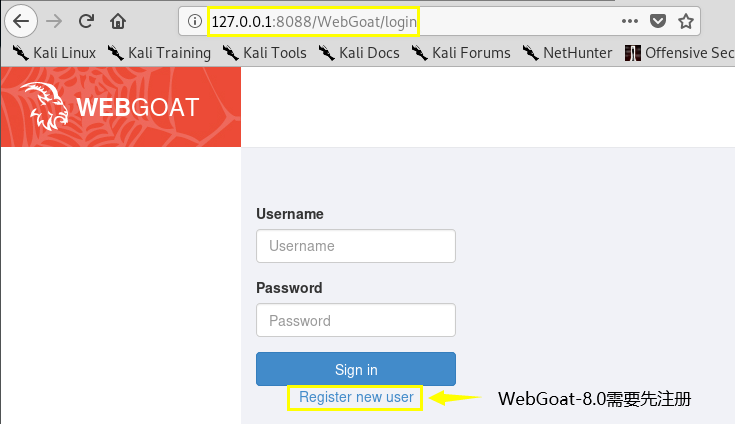 127.0.0.1:8088/WebGoat/login
Kali Linux Kali Training Kali Tools Kali Docs Kali Forums NetHunter Offensive Sec
WEBGOAT
Username
Username
Password
Password
Sign in
Register new user WebGoat-8.0需要先注册